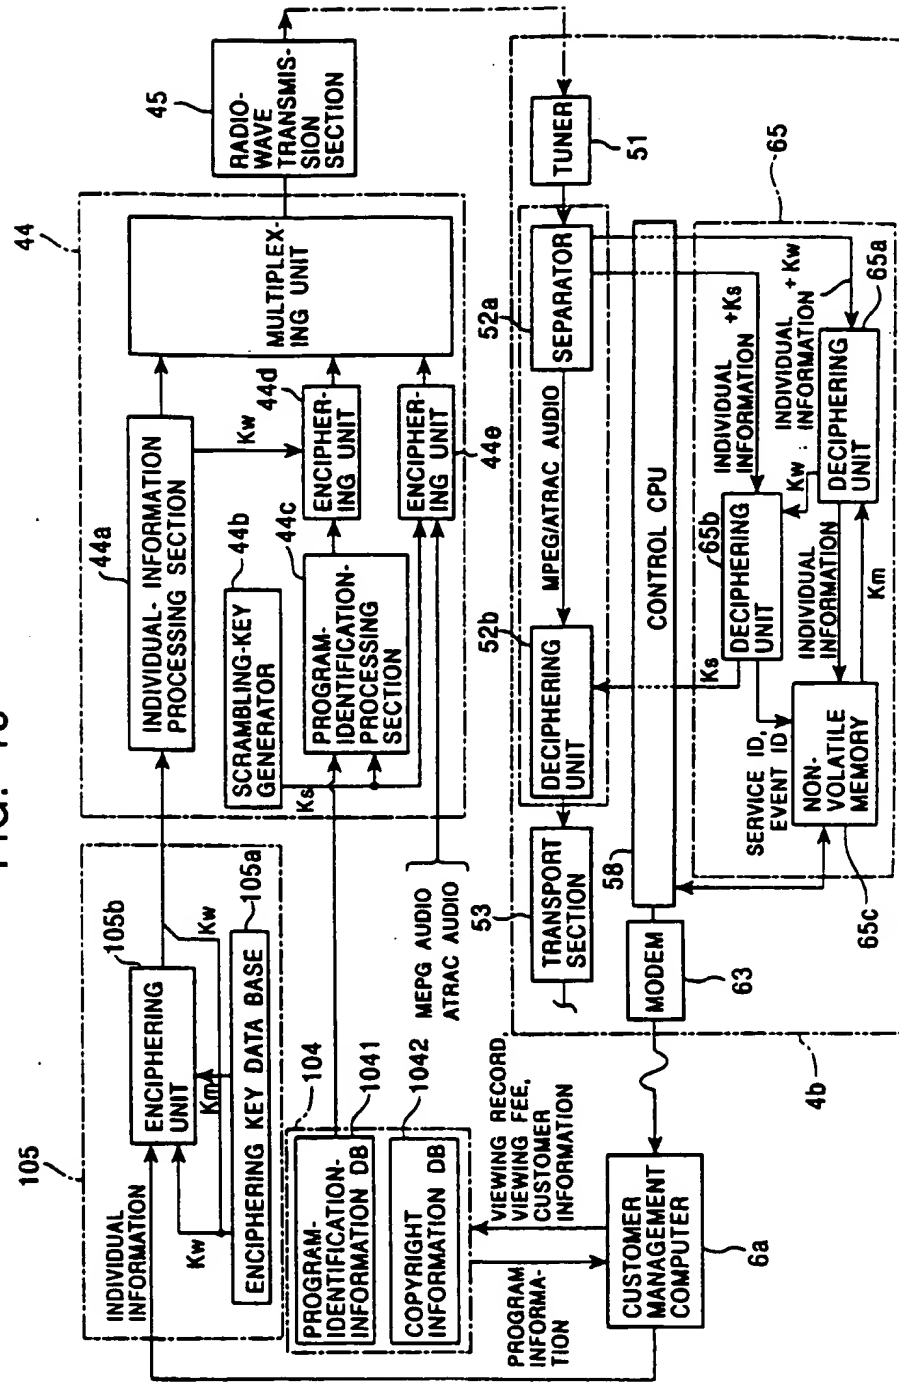 105
INDIVIDUAL
INFORMATION
105b
ENCIPHERING
UNIT
Kw
Km
Kw
105a
ENCIPHERING KEY DATA BASE
104
1041
PROGRAM-
IDENTIFICATION-
INFORMATION DB
1042
COPYRIGHT
INFORMATION DB
MEPG AUDIO
ATRAC AUDIO
44
44a
INDIVIDUAL- INFORMATION
PROCESSING SECTION
Kw
44b
SCRAMBLING-KEY
GENERATOR
Ks
44c
PROGRAM-
IDENTIFICATION-
PROCESSING
SECTION
44d
ENCIPHER-
ING UNIT
ENCIPHER-
ING UNIT
44e
MULTIPLEX-
ING UNIT
45
RADIO-
WAVE
TRANSMIS-
SION
SECTION
PROGRAM
INFORMA-
TION
VIEWING RECORD,
VIEWING FEE,
CUSTOMER
INFORMATION
CUSTOMER
MANAGEMENT
COMPUTER
6a
4b
53
TRANSPORT
SECTION
52b
DECIPHERING
UNIT
MPEG/ATRAC AUDIO
52a
SEPARATOR
TUNER
51
58
CONTROL CPU
MODEM
63
Ks
65
65b
DECIPHERING
UNIT
INDIVIDUAL
INFORMATION +Ks
INDIVIDUAL
INFORMATION +Kw
Kw
65a
DECIPHERING
UNIT
SERVICE ID,
EVENT ID
INDIVIDUAL
INFORMATION
Km
NON-
VOLATILE
MEMORY
65c